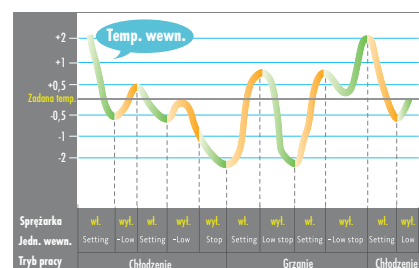 Temp. wewn.
+2
+1
+0,5
Zadana temp.
-0,5
-1
-2
Sprężarka wł. wył. wł. wył. wył. wł. wył. wł. wył. wł. wył.
Jedn. wewn. Setting -Low Setting -Low Stop Setting Low stop Setting -Low stop Setting Low
Tryb pracy Chłodzenie Grzanie Chłodzenie